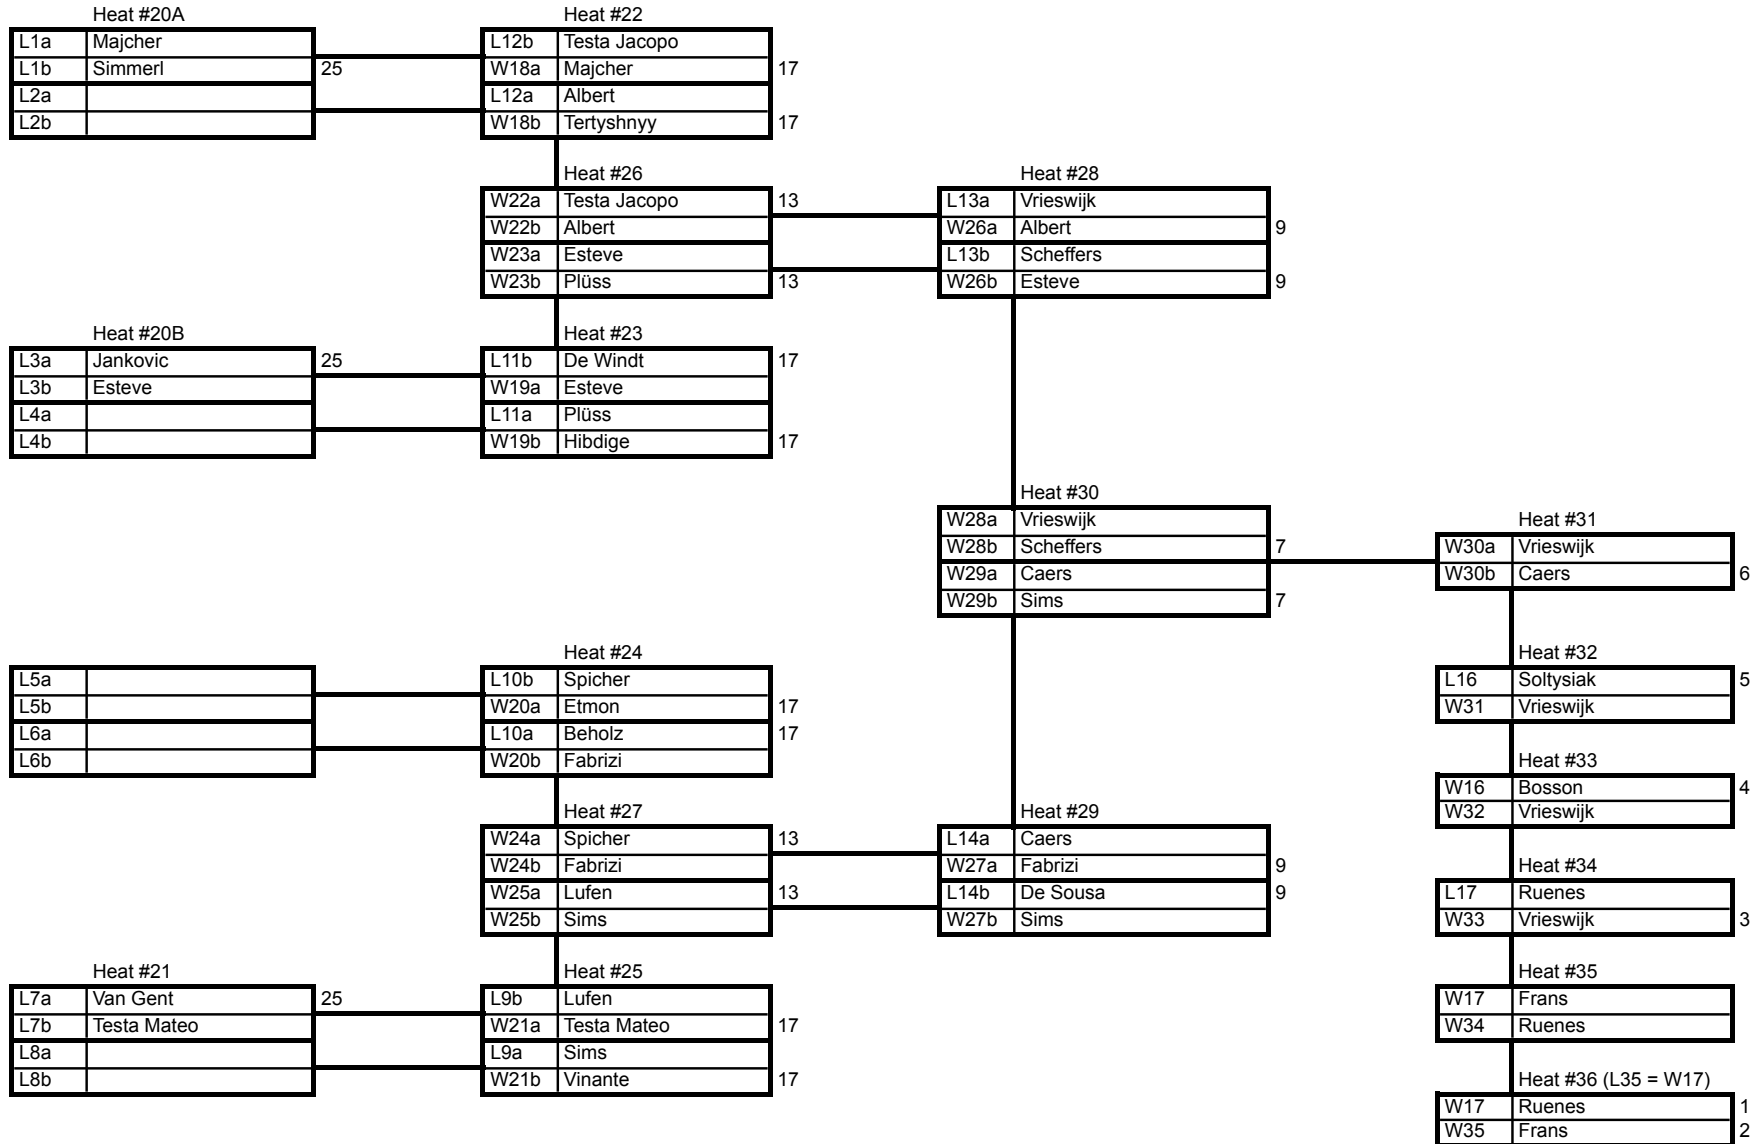 Heat #20A
L1a Majcher
L1b Simmerl 25
L2a
L2b
Heat #22
L12b Testa Jacopo
W18a Majcher 17
L12a Albert
W18b Tertyshnyy 17
Heat #26
W22a Testa Jacopo 13
W22b Albert
W23a Esteve
W23b Plüss 13
Heat #28
L13a Vrieswijk
W26a Albert 9
L13b Scheffers
W26b Esteve 9
Heat #20B
L3a Jankovic 25
L3b Esteve
L4a
L4b
Heat #23
L11b De Windt 17
W19a Esteve
L11a Plüss
W19b Hibdige 17
Heat #30
W28a Vrieswijk
W28b Scheffers 7
W29a Caers
W29b Sims 7
Heat #31
W30a Vrieswijk
W30b Caers 6
L5a
L5b
L6a
L6b
Heat #24
L10b Spicher
W20a Etmon 17
L10a Beholz 17
W20b Fabrizi
Heat #32
L16 Soltysiak 5
W31 Vrieswijk
Heat #33
W16 Bosson 4
W32 Vrieswijk
Heat #27
W24a Spicher 13
W24b Fabrizi
W25a Lufen 13
W25b Sims
Heat #29
L14a Caers
W27a Fabrizi 9
L14b De Sousa 9
W27b Sims
Heat #34
L17 Ruenes
W33 Vrieswijk 3
Heat #21
L7a Van Gent 25
L7b Testa Mateo
L8a
L8b
Heat #25
L9b Lufen
W21a Testa Mateo 17
L9a Sims
W21b Vinante 17
Heat #35
W17 Frans
W34 Ruenes
Heat #36 (L35 = W17)
W17 Ruenes 1
W35 Frans 2